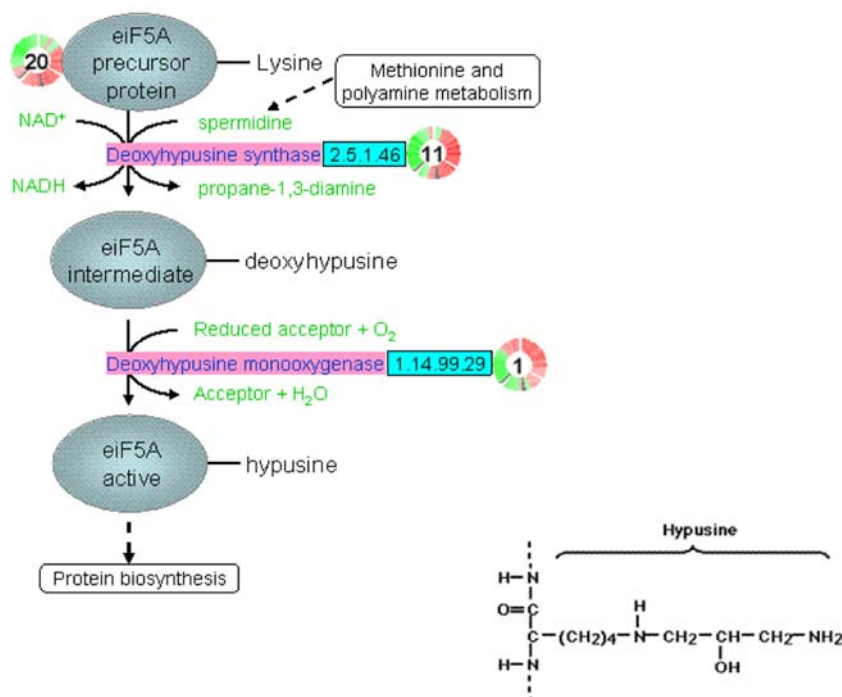 eiF5A
precursor
protein
20
Lysine
Methionine and
polyamine metabolism
NAD+
spermidine
Deoxyhypusine synthase
2.5.1.46
11
NADH
propane-1,3-diamine
eiF5A
intermediate
deoxyhypusine
Reduced acceptor + O2
Deoxyhypusine monooxygenase
1.14.99.29
1
Acceptor + H2O
eiF5A
active
hypusine
Protein biosynthesis
Hypusine
H–N
O=C
H
C–(CH2)4–N–CH2–CH–CH2–NH2
H–N
OH